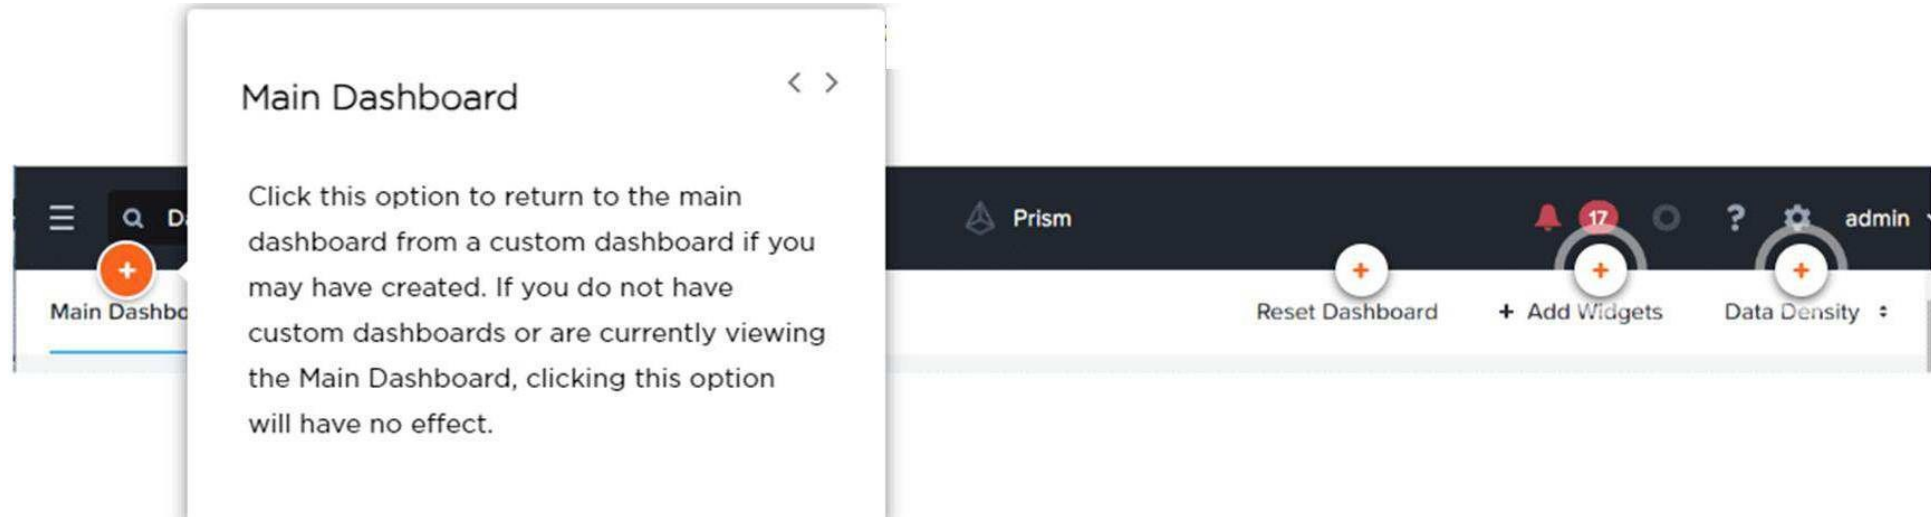 Main Dashboard
Click this option to return to the main
dashboard from a custom dashboard if you
may have created. If you do not have
custom dashboards or are currently viewing
the Main Dashboard, clicking this option
will have no effect.
Prism
17
?
admin
Reset Dashboard
+ Add Widgets
Data Density